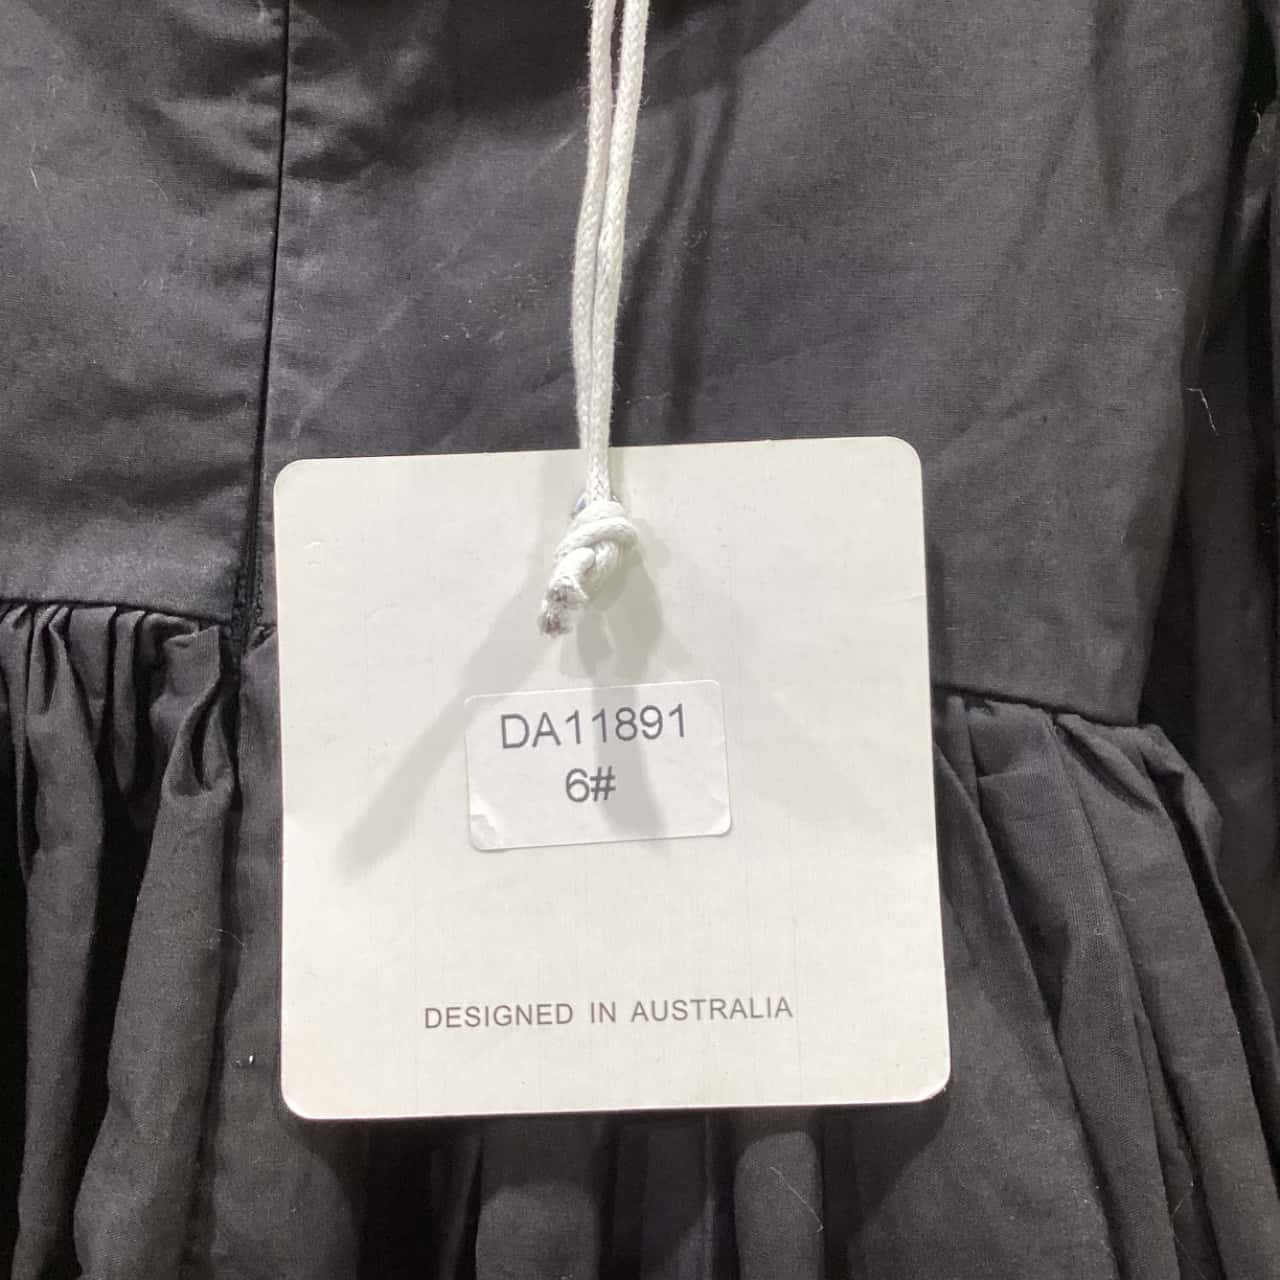 DA11891
6#
DESIGNED IN AUSTRALIA